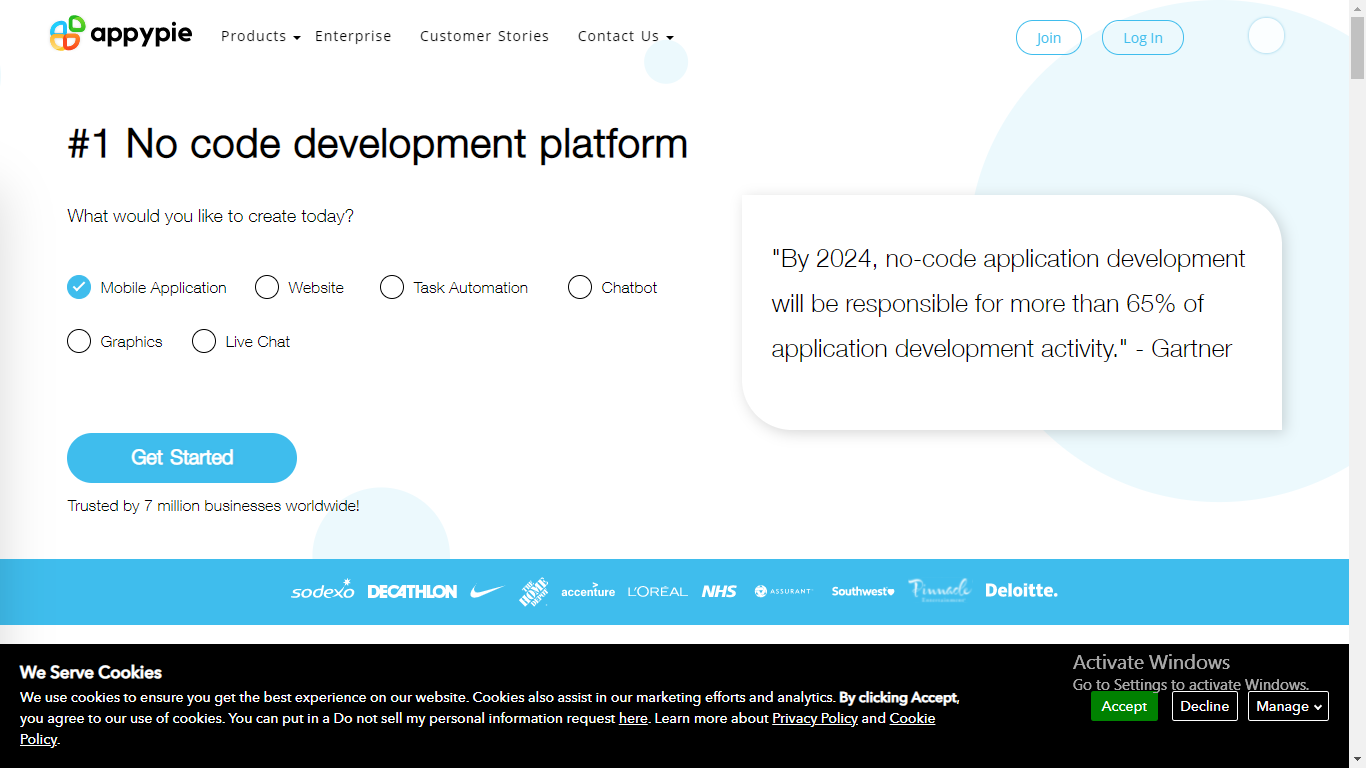 appypie Products Enterprise Customer Stories Contact Us Join Log In
#1 No code development platform
What would you like to create today?
Mobile Application Website Task Automation Chatbot
Graphics Live Chat
Get Started
Trusted by 7 million businesses worldwide!
"By 2024, no-code application development
will be responsible for more than 65% of
application development activity." - Gartner
sodexo DECATHLON THE HOME DEPOT accenture L'ORÉAL NHS ASSURANT Southwest Pinnacle Deloitte.
We Serve Cookies
We use cookies to ensure you get the best experience on our website. Cookies also assist in our marketing efforts and analytics. By clicking Accept,
you agree to our use of cookies. You can put in a Do not sell my personal information request here. Learn more about Privacy Policy and Cookie
Policy.
Activate Windows
Go to Settings to activate Windows.
Accept Decline Manage